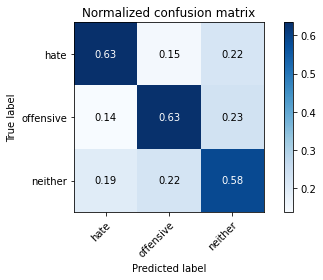 Normalized confusion matrix
True label
hate 0.63 0.15 0.22
offensive 0.14 0.63 0.23
neither 0.19 0.22 0.58
hate offensive neither
Predicted label
0.6
0.5
0.4
0.3
0.2